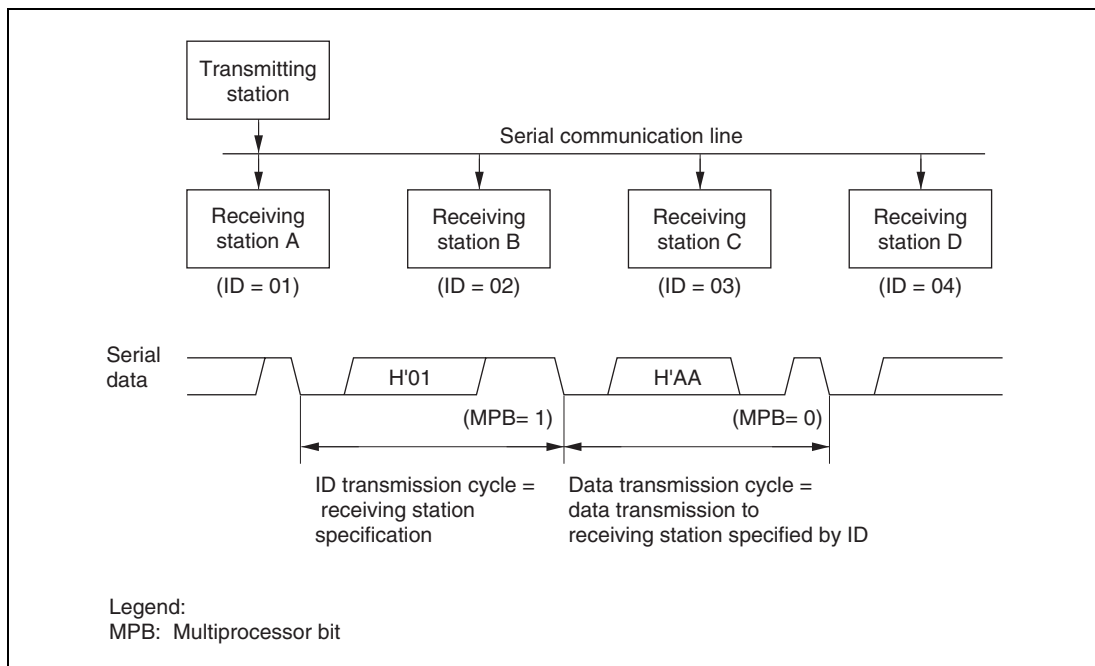 Transmitting
station
Serial communication line
Receiving
station A
Receiving
station B
Receiving
station C
Receiving
station D
(ID = 01)
(ID = 02)
(ID = 03)
(ID = 04)
Serial
data
H'01
H'AA
(MPB= 1)
(MPB= 0)
ID transmission cycle =
receiving station
specification
Data transmission cycle =
data transmission to
receiving station specified by ID
Legend:
MPB: Multiprocessor bit